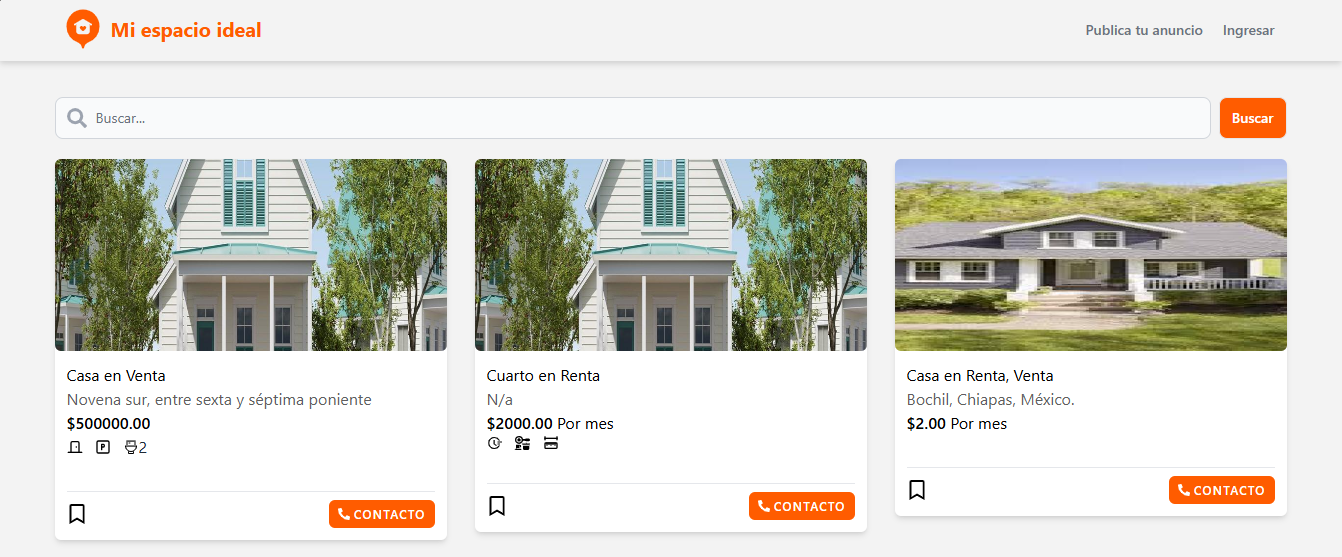 Mi espacio ideal
Publica tu anuncio
Ingresar
Buscar...
Buscar
Casa en Venta
Novena sur, entre sexta y séptima poniente
$500000.00
P
2
CONTACTO
Cuarto en Renta
N/a
$2000.00 Por mes
CONTACTO
Casa en Renta, Venta
Bochil, Chiapas, México.
$2.00 Por mes
CONTACTO